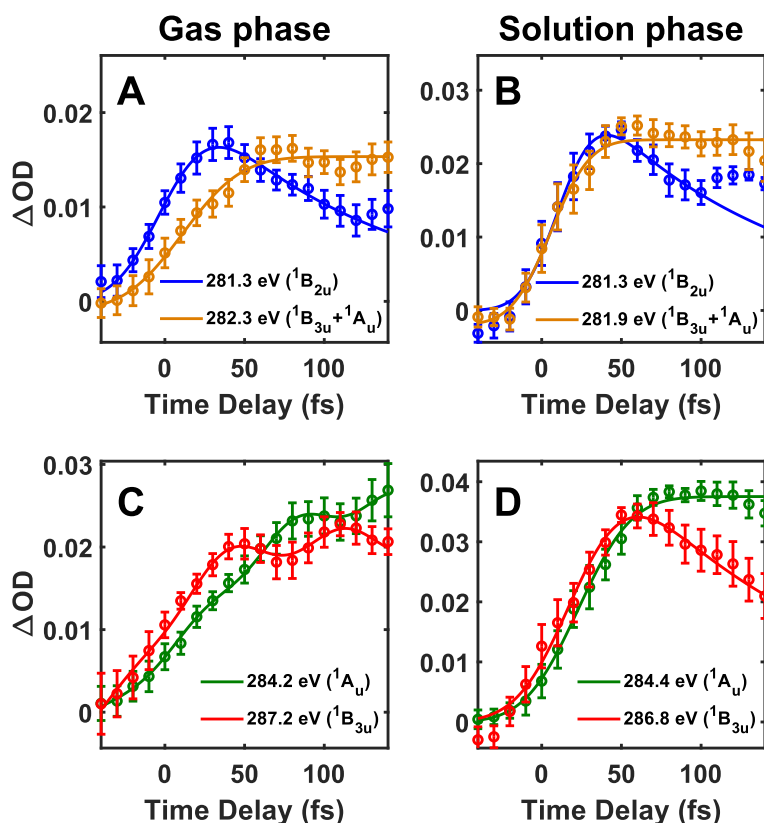 Gas phase
Solution phase
A
ΔOD
0.02
0.01
0
281.3 eV (¹B₂ᵤ)
282.3 eV (¹B₃ᵤ+¹Aᵤ)
0
50
100
Time Delay (fs)
B
0.03
0.02
0.01
0.00
281.3 eV (¹B₂ᵤ)
281.9 eV (¹B₃ᵤ+¹Aᵤ)
0
50
100
Time Delay (fs)
C
ΔOD
0.03
0.02
0.01
0
284.2 eV (¹Aᵤ)
287.2 eV (¹B₃ᵤ)
0
50
100
Time Delay (fs)
D
0.04
0.03
0.02
0.01
0.00
284.4 eV (¹Aᵤ)
286.8 eV (¹B₃ᵤ)
0
50
100
Time Delay (fs)